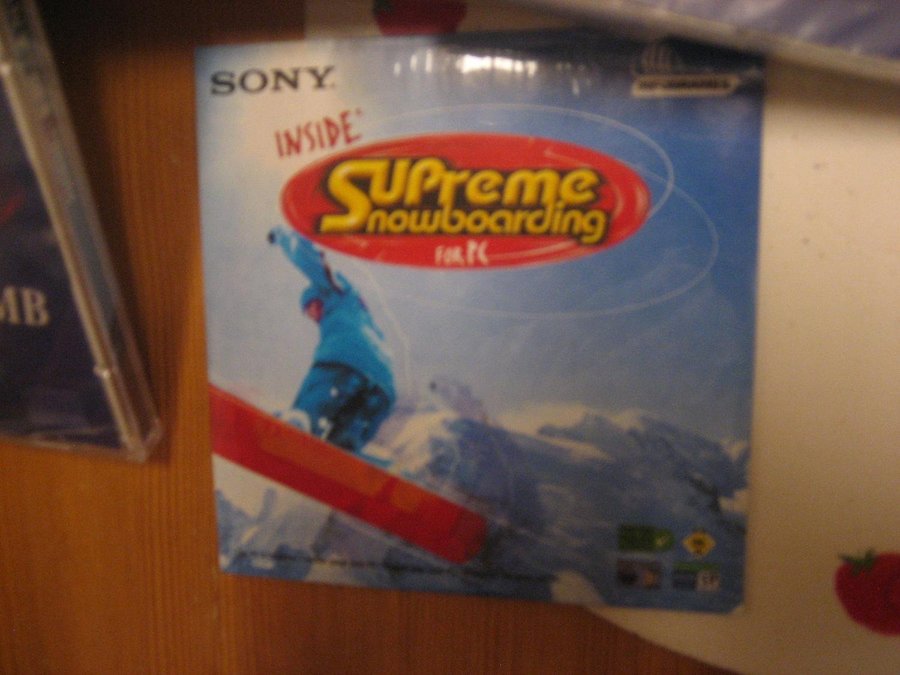 SONY.
INSIDE*
SUPreme
Snowboarding
FOR PC
MB